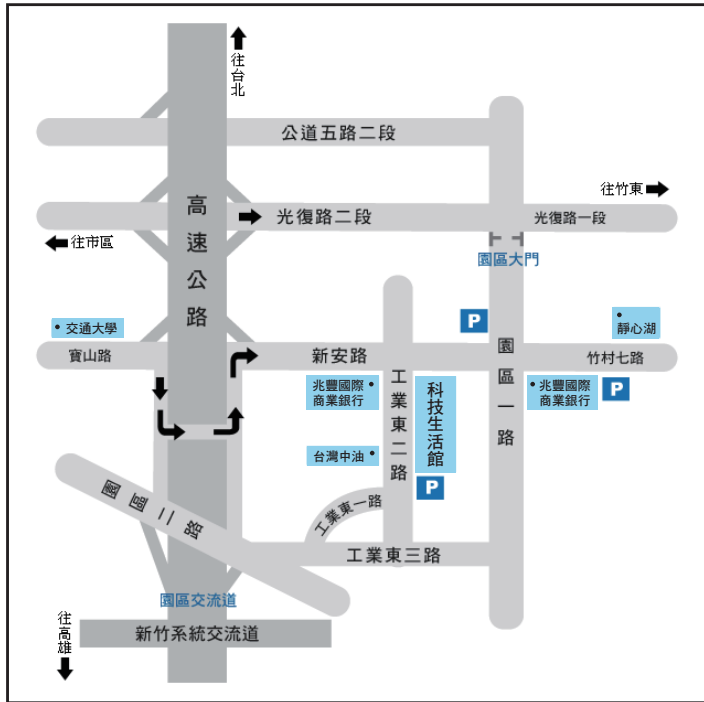 往台北
公道五路二段
往竹東
高速公路
光復路二段
光復路一段
往市區
園區大門
P
交通大學
靜心湖
寶山路
新安路
園區一路
竹村七路
兆豐國際
商業銀行
工業東二路
科技生活館
兆豐國際
商業銀行
P
台灣中油
P
園區二路
工業東一路
工業東三路
園區交流道
往高雄
新竹系統交流道